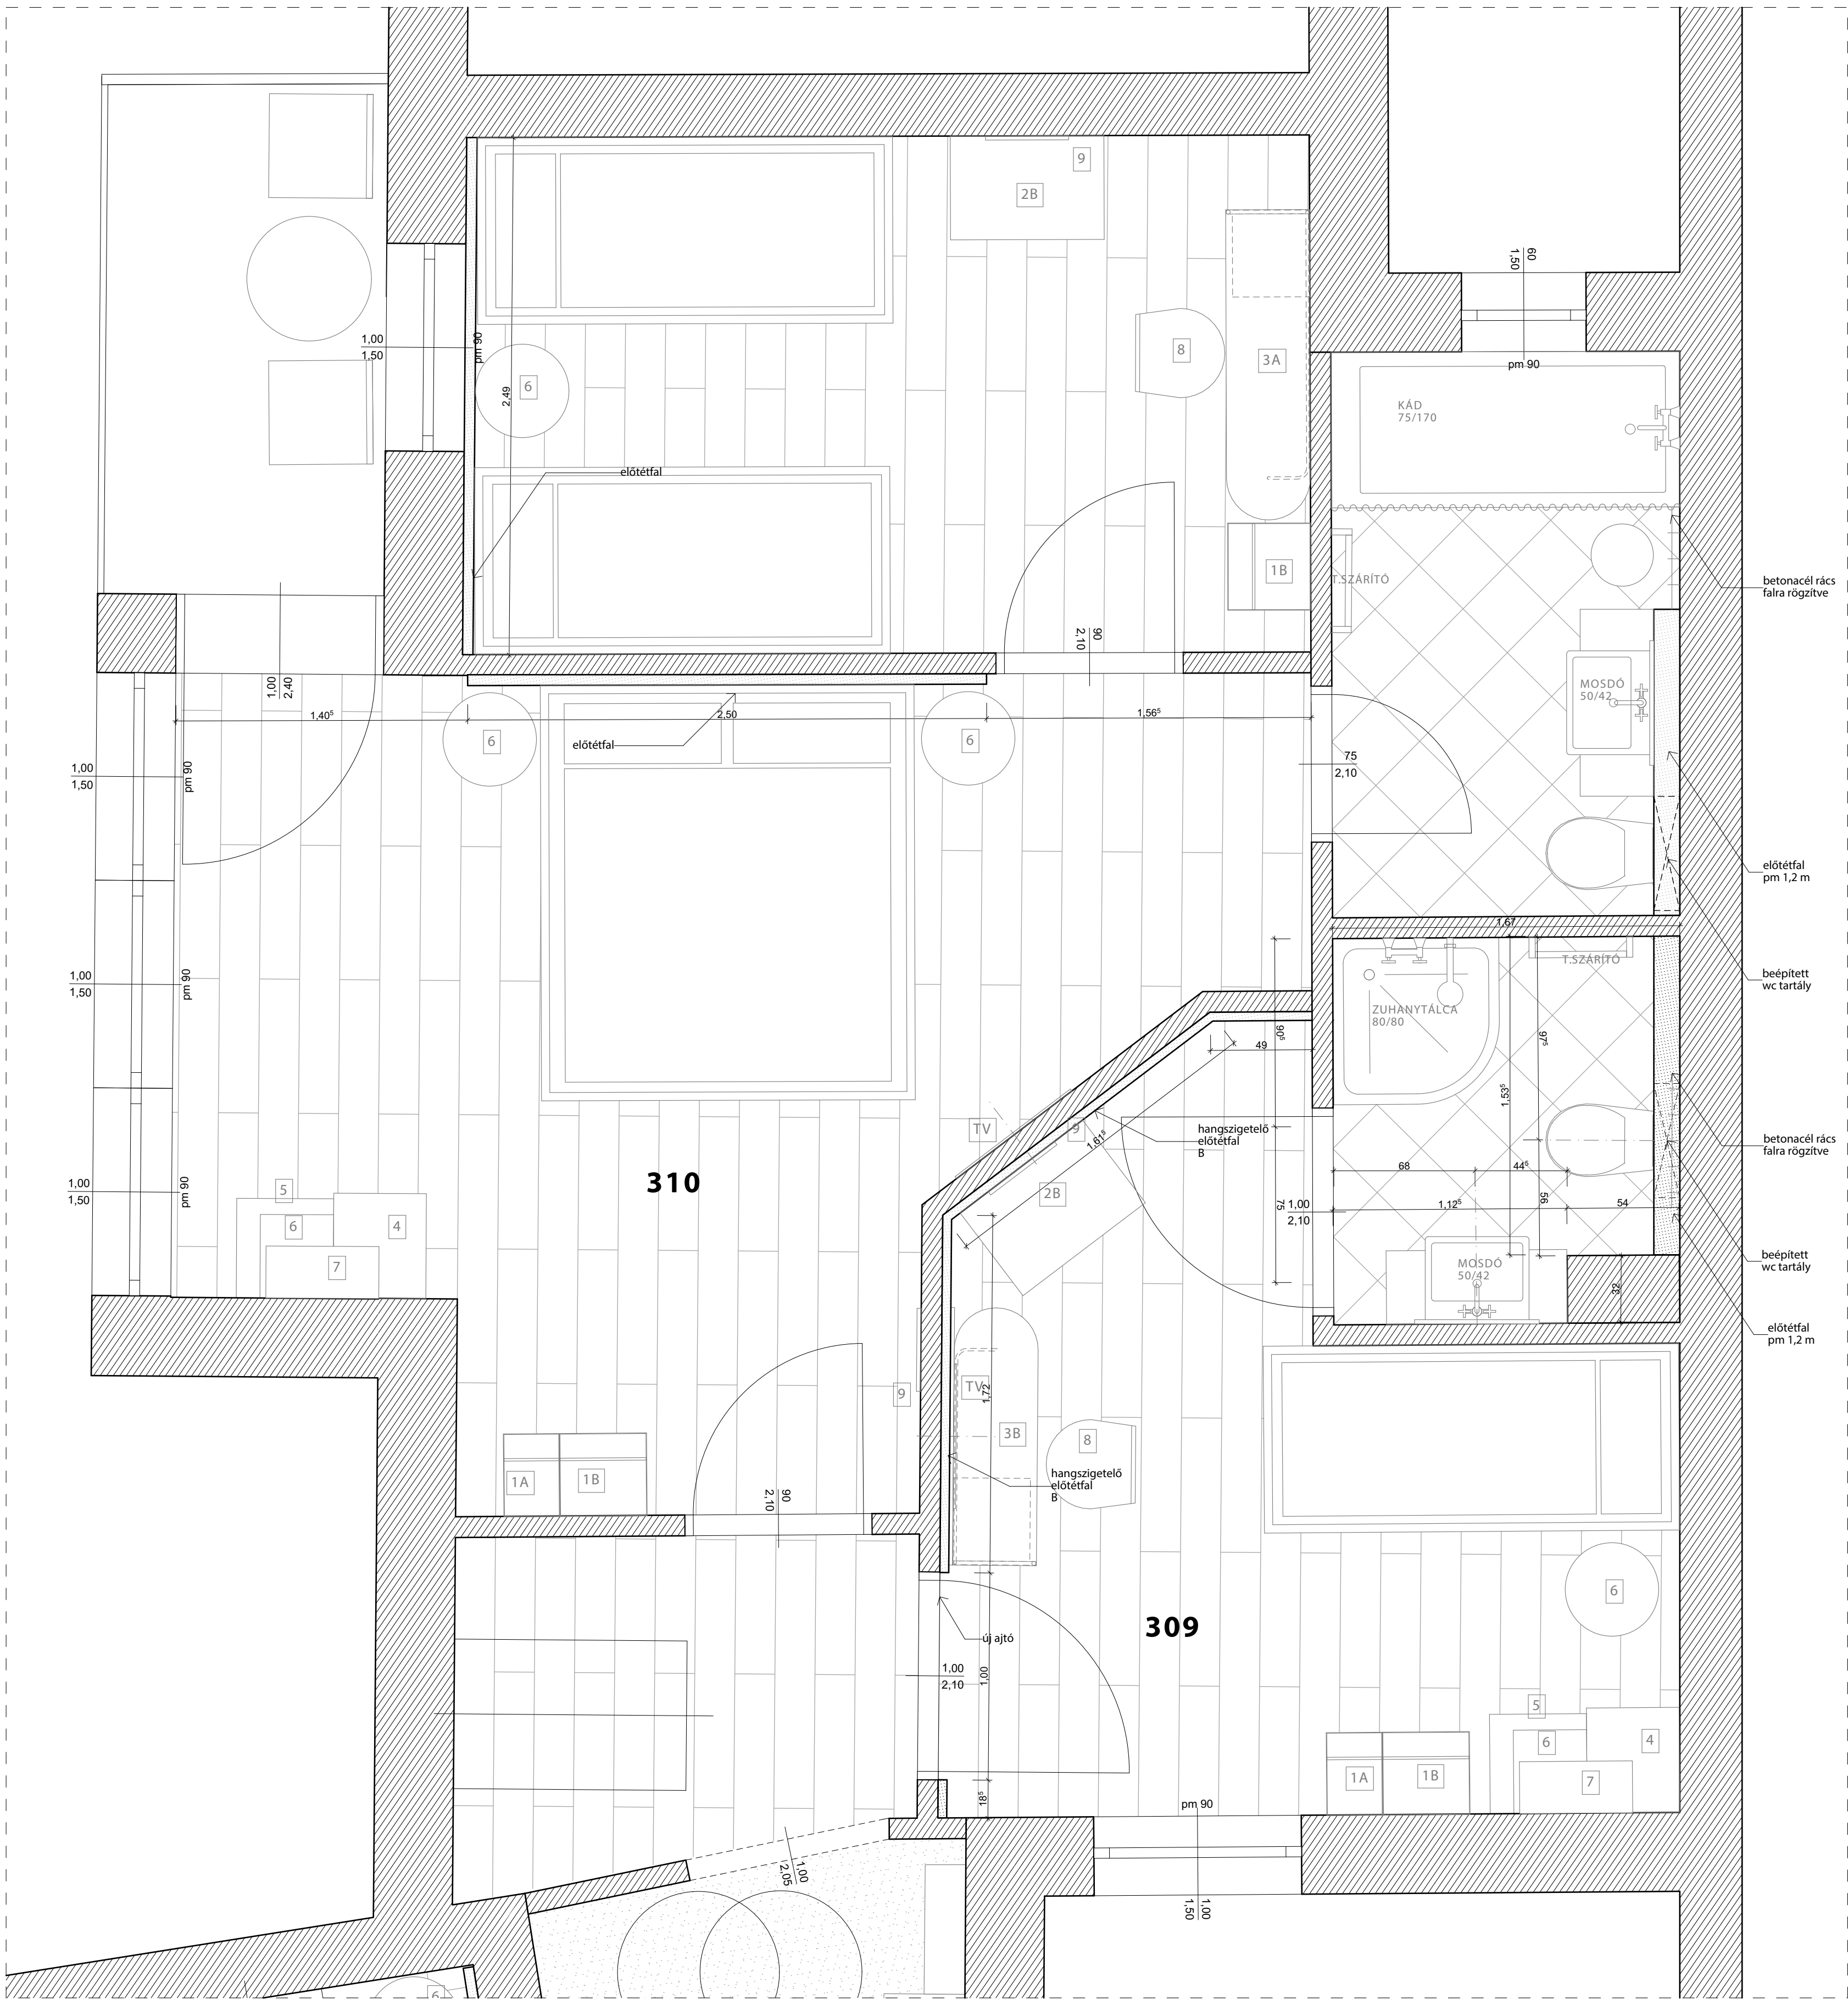 9
2B
60
1,50
pm 90
1,00
1,50
pm 90
8
3A
6
2,49
KÁD
75/170
előtétfal
1B
T.SZÁRÍTÓ
betonacél rács
falra rögzítve
90
2,10
1,00
2,40
MOSDÓ
50/42
1,40⁵
2,50
1,56⁵
6
6
előtétfal
75
2,10
1,00
1,50
pm 90
előtétfal
pm 1,2 m
1,67
T.SZÁRÍTÓ
beépített
wc tartály
1,00
1,50
pm 90
ZUHANYTÁLCA
80/80
90⁵
49
97⁵
1,53⁵
TV
9
1,61⁵
hangszigetelő
előtétfal
B
betonacél rács
falra rögzítve
310
68
44⁵
5
1,00
1,50
pm 90
2B
75
1,00
2,10
1,12⁵
56
54
6
4
7
MOSDÓ
50/42
32
beépített
wc tartály
előtétfal
pm 1,2 m
9
TV
1,72
3B
8
1A
1B
hangszigetelő
előtétfal
B
90
2,10
6
309
új ajtó
1,00
2,10
1,00
5
6
4
1A
1B
7
18⁵
pm 90
1,00
2,05
1,00
1,50
6